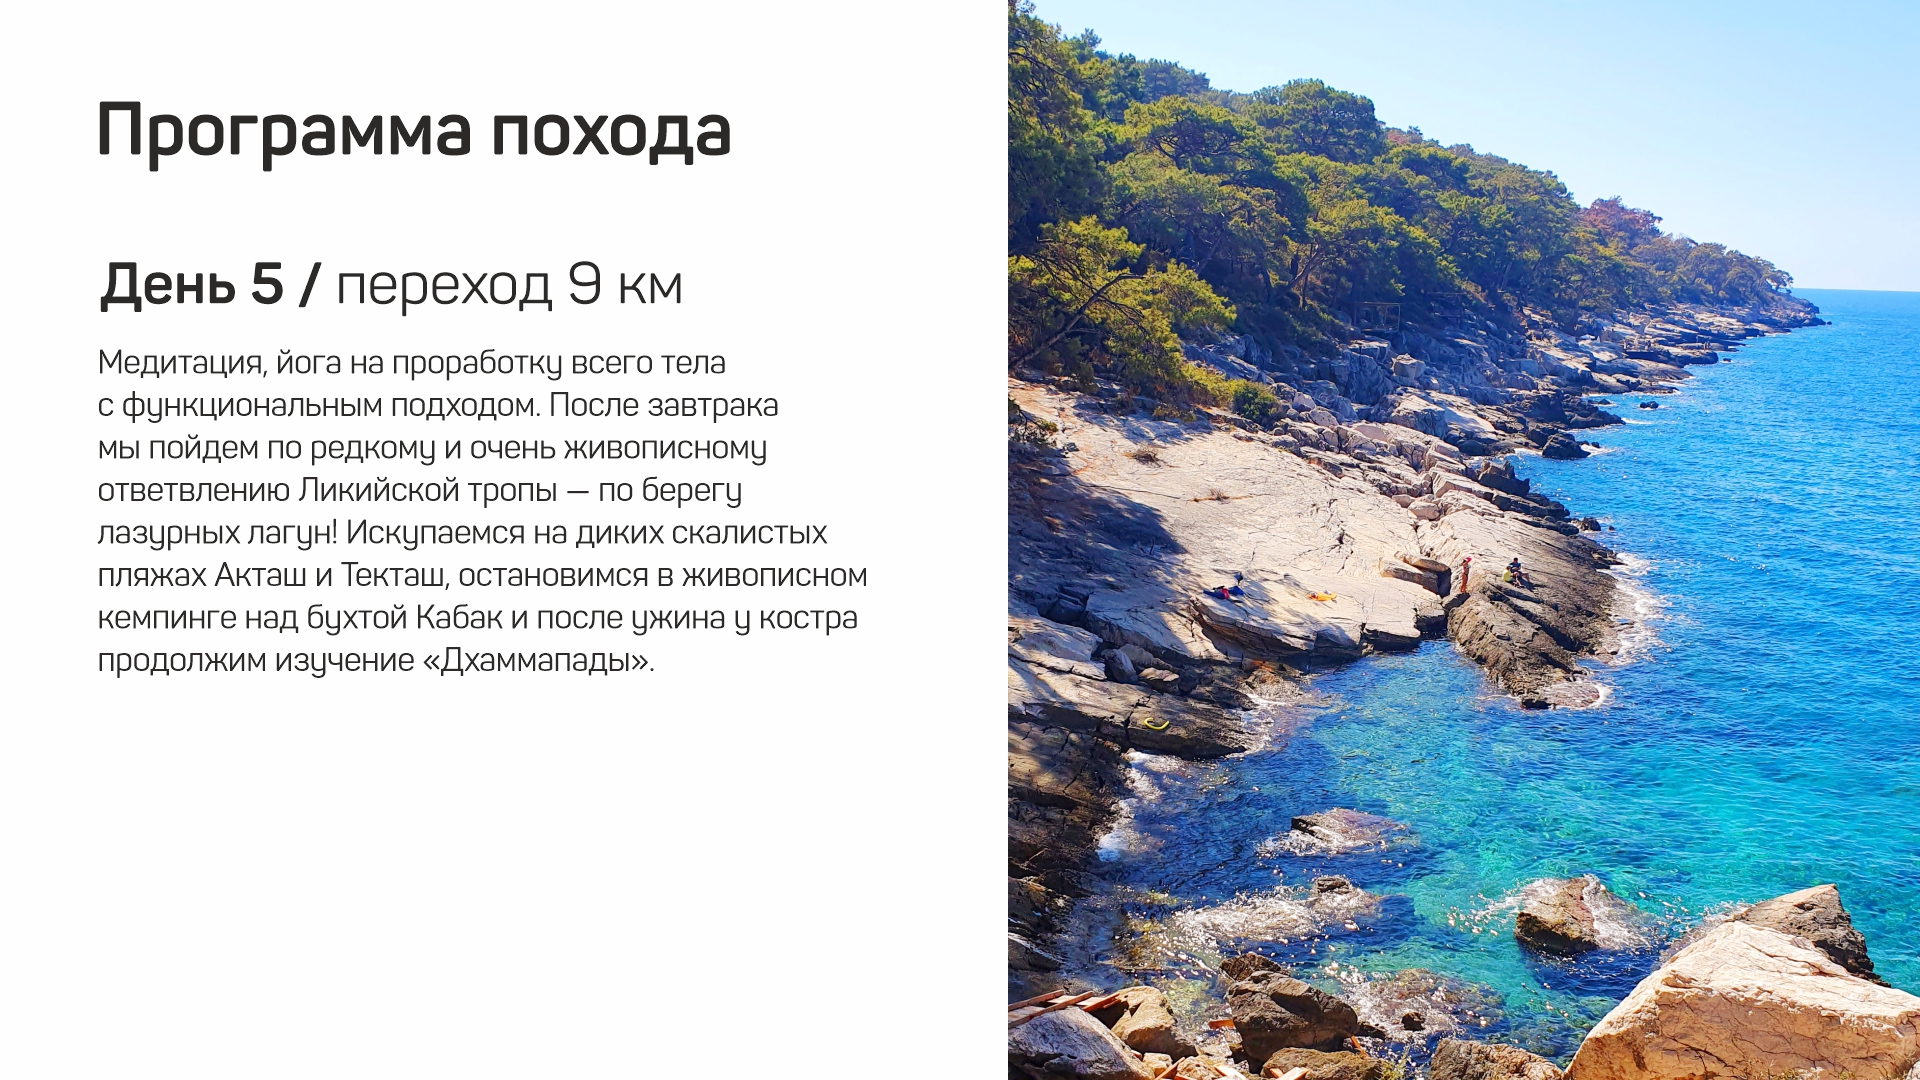 Программа похода
День 5 / переход 9 км
Медитация, йога на проработку всего тела
с функциональным подходом. После завтрака
мы пойдем по редкому и очень живописному
ответвлению Ликийской тропы — по берегу
лазурных лагун! Искупаемся на диких скалистых
пляжах Акташ и Текташ, остановимся в живописном
кемпинге над бухтой Кабак и после ужина у костра
продолжим изучение «Дхаммапады».